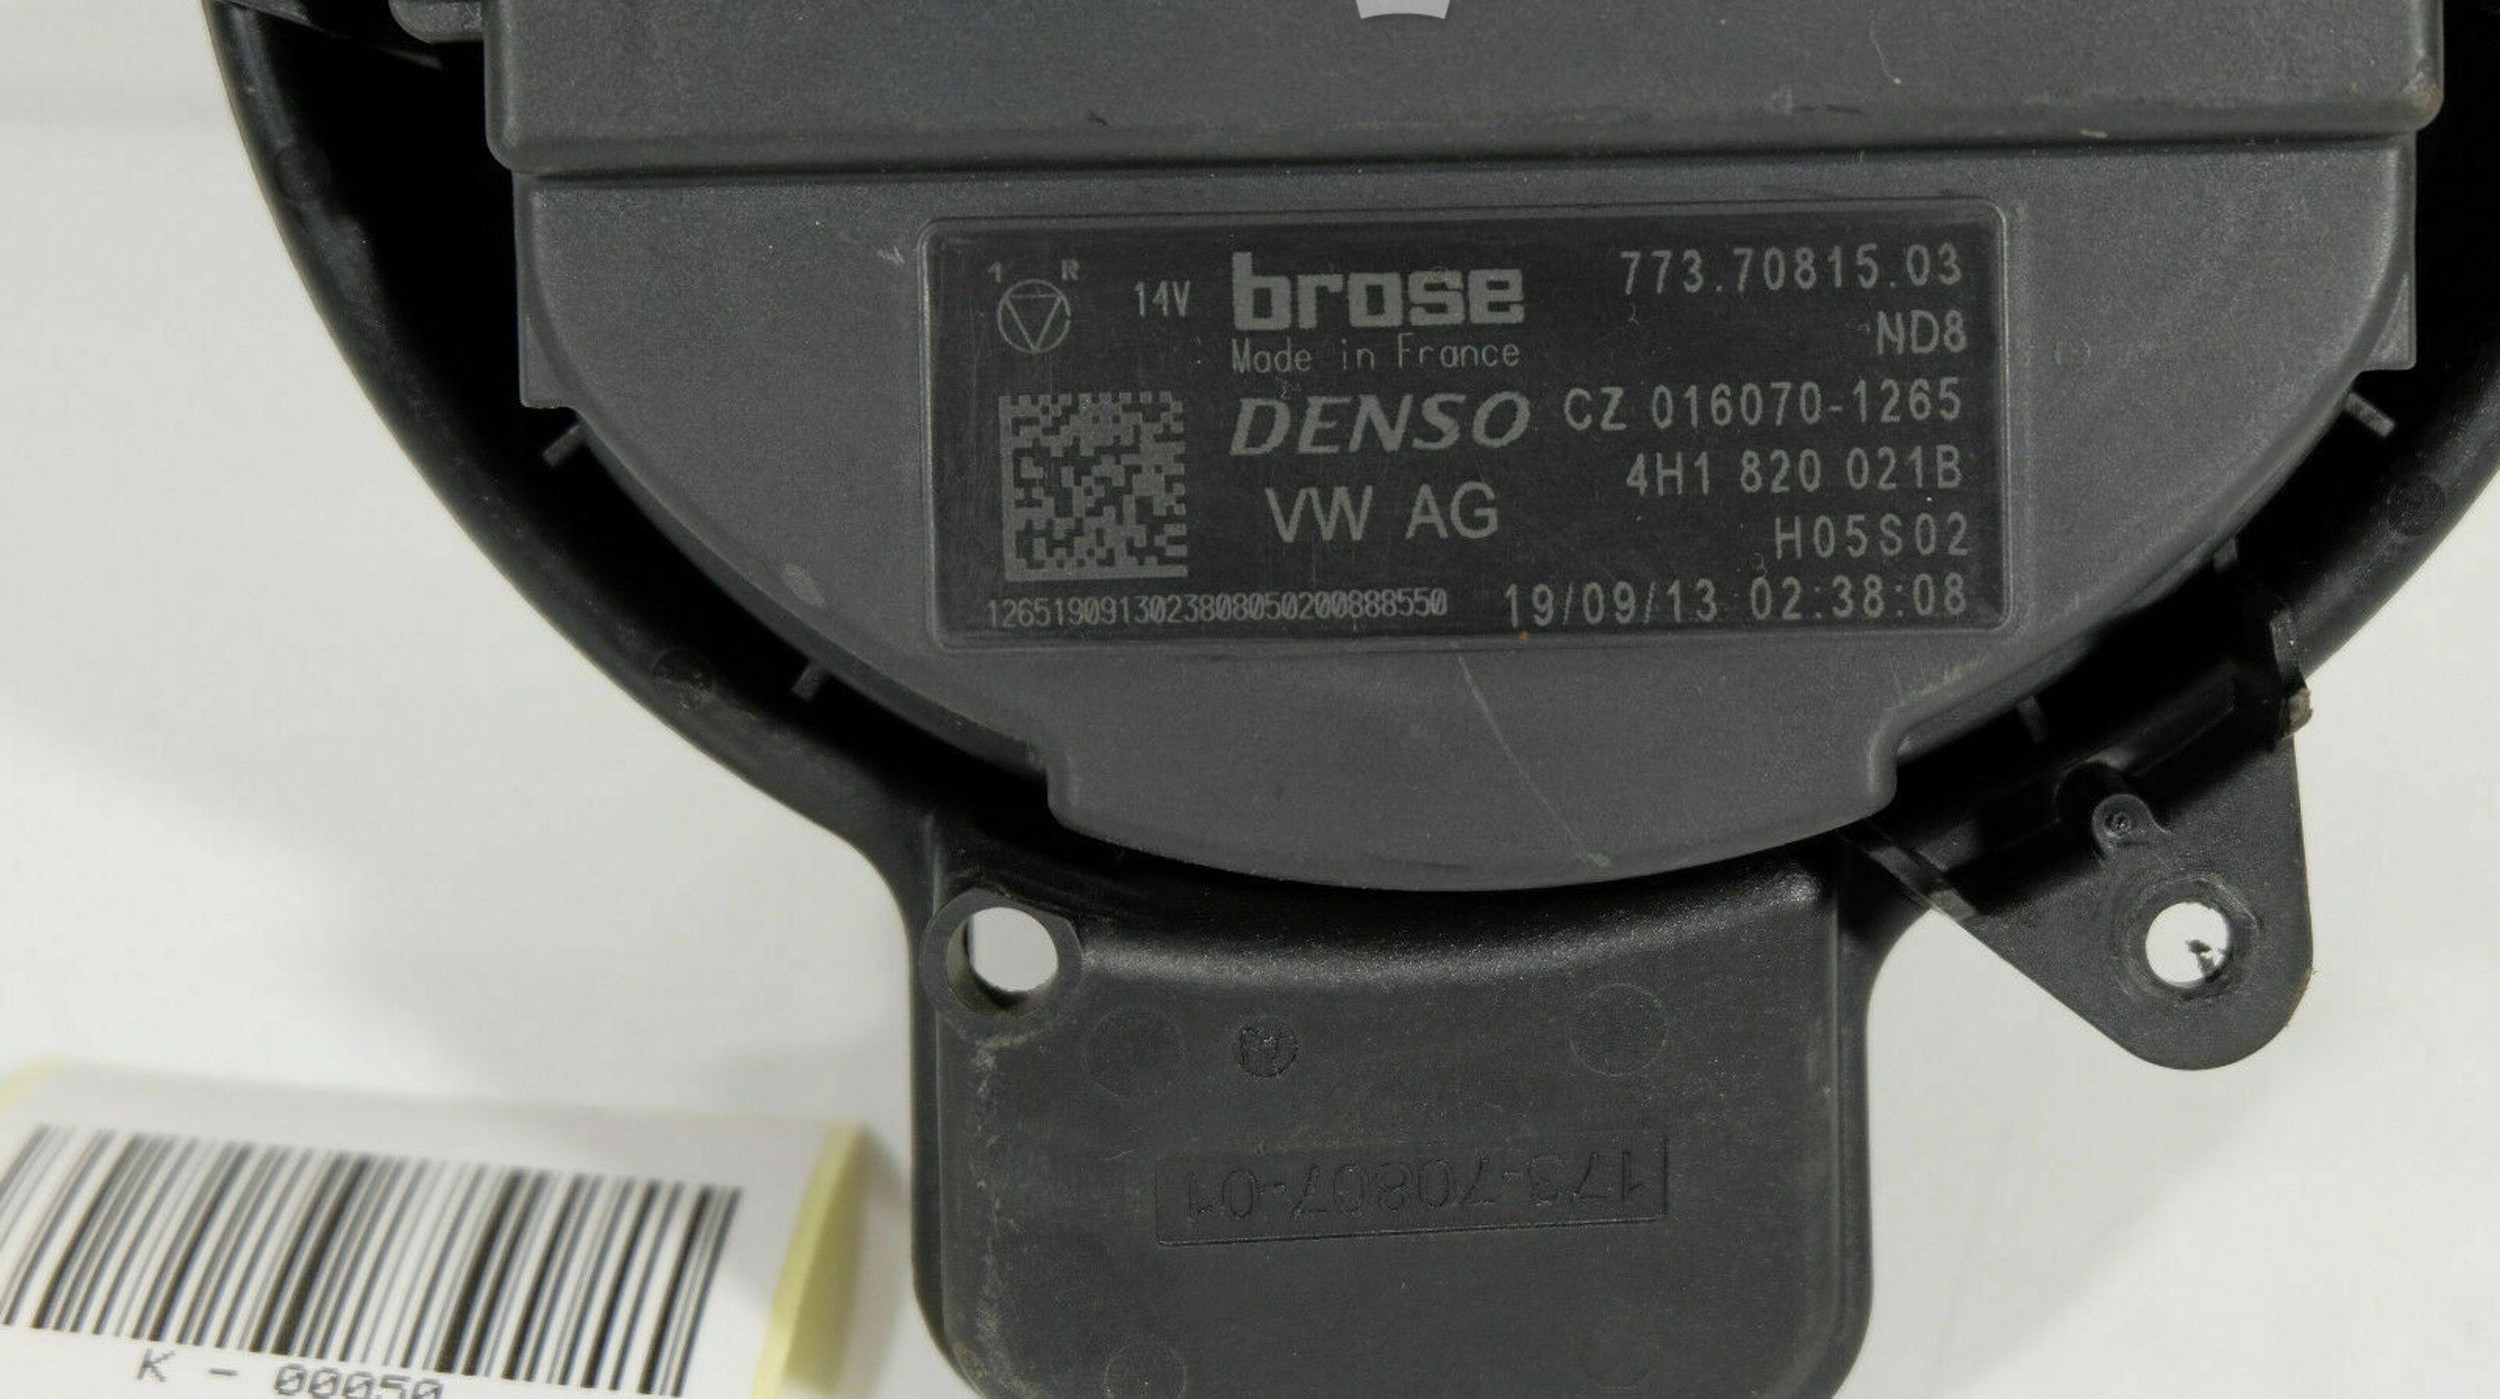 1 R
14V
brose
773.70815.03
Made in France
ND8
DENSO
CZ 016070-1265
VW AG
4H1 820 021B
H05S02
12651909130238080502008885550
19/09/13 02:38:08
173-70807-01
K - 00050